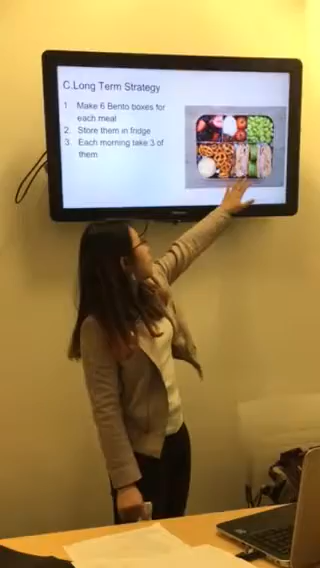 C.Long Term Strategy
1 Make 6 Bento boxes for
each meal
2. Store them in fridge
3. Each morning take 3 of
them